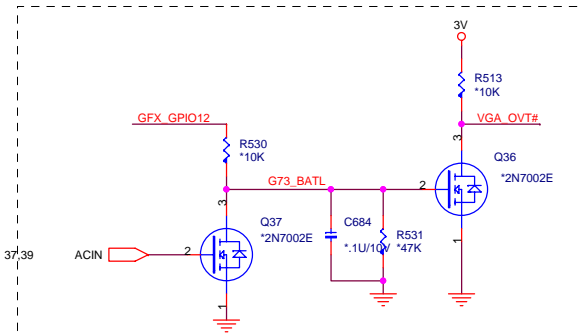 3V
R513
*10K
GFX_GPIO12
VGA_OVT#
R530
*10K
3
Q36
*2N7002E
G73_BATL
2
3
Q37
*2N7002E
C684
*.1U/10V
R531
*47K
37,39
ACIN
2
1
1